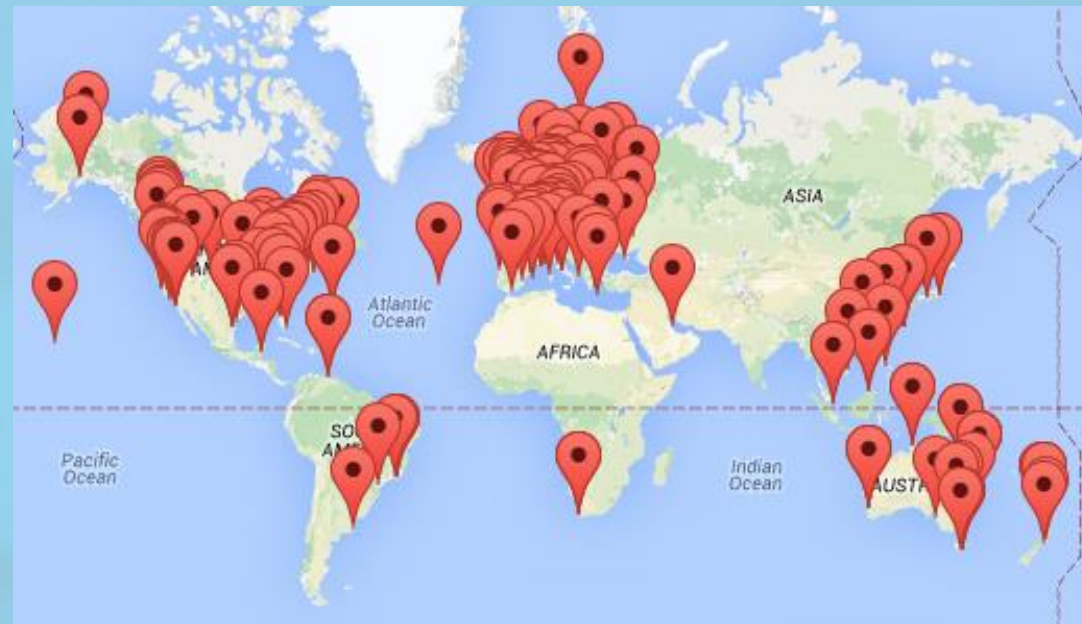 ASIA
Atlantic
Ocean
AFRICA
Pacific
Ocean
Indian
Ocean